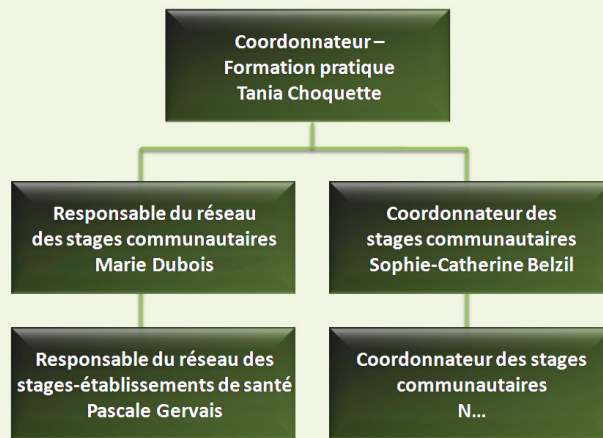 Coordonnateur –
Formation pratique
Tania Choquette
Responsable du réseau
des stages communautaires
Marie Dubois
Coordonnateur des
stages communautaires
Sophie-Catherine Belzil
Responsable du réseau des
stages-établissements de santé
Pascale Gervais
Coordonnateur des stages
communautaires
N...